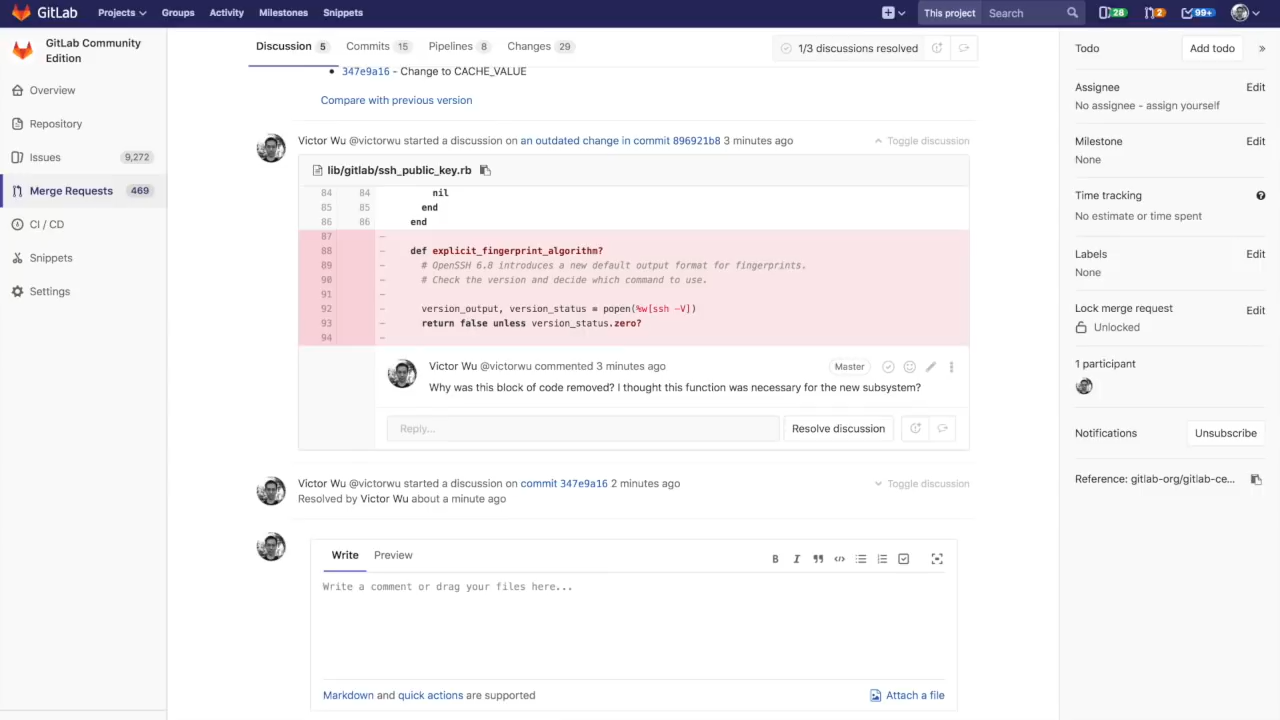 GitLab Projects Groups Activity Milestones Snippets This project Search 28 2 99+
GitLab Community
Edition
Overview
Repository
Issues 9,272
Merge Requests 469
CI / CD
Snippets
Settings
Discussion 5 Commits 15 Pipelines 8 Changes 29 1/3 discussions resolved
• 347e9a16 - Change to CACHE_VALUE
Compare with previous version
Victor Wu @victorwu started a discussion on an outdated change in commit 896921b8 3 minutes ago Toggle discussion
lib/gitlab/ssh_public_key.rb
84 84 nil
85 85 end
86 86 end
87 -
88 - def explicit_fingerprint_algorithm?
89 - # OpenSSH 6.8 introduces a new default output format for fingerprints.
90 - # Check the version and decide which command to use.
91 -
92 - version_output, version_status = popen(%w[ssh -V])
93 - return false unless version_status.zero?
94 -
Victor Wu @victorwu commented 3 minutes ago Master
Why was this block of code removed? I thought this function was necessary for the new subsystem?
Reply... Resolve discussion
Victor Wu @victorwu started a discussion on commit 347e9a16 2 minutes ago Toggle discussion
Resolved by Victor Wu about a minute ago
Write Preview B I
Write a comment or drag your files here...
Markdown and quick actions are supported Attach a file
Todo Add todo »
Assignee Edit
No assignee - assign yourself
Milestone Edit
None
Time tracking ?
No estimate or time spent
Labels Edit
None
Lock merge request Edit
Unlocked
1 participant
Notifications Unsubscribe
Reference: gitlab-org/gitlab-ce...